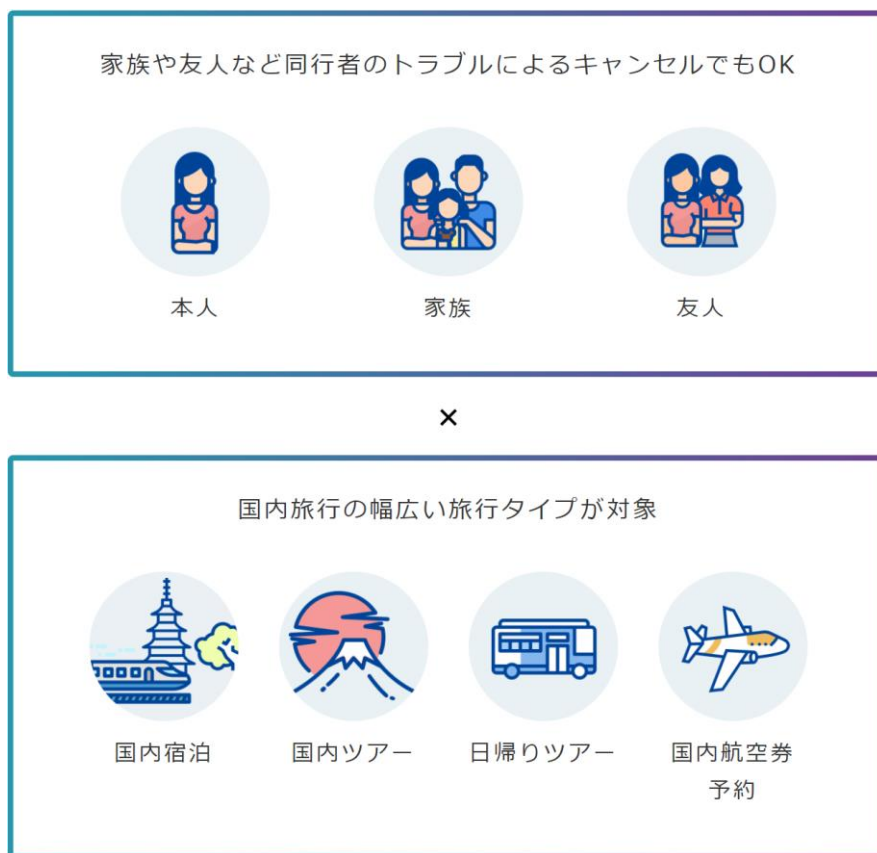 家族や友人など同行者のトラブルによるキャンセルでもOK
本人
家族
友人
×
国内旅行の幅広い旅行タイプが対象
国内宿泊
国内ツアー
日帰りツアー
国内航空券
予約